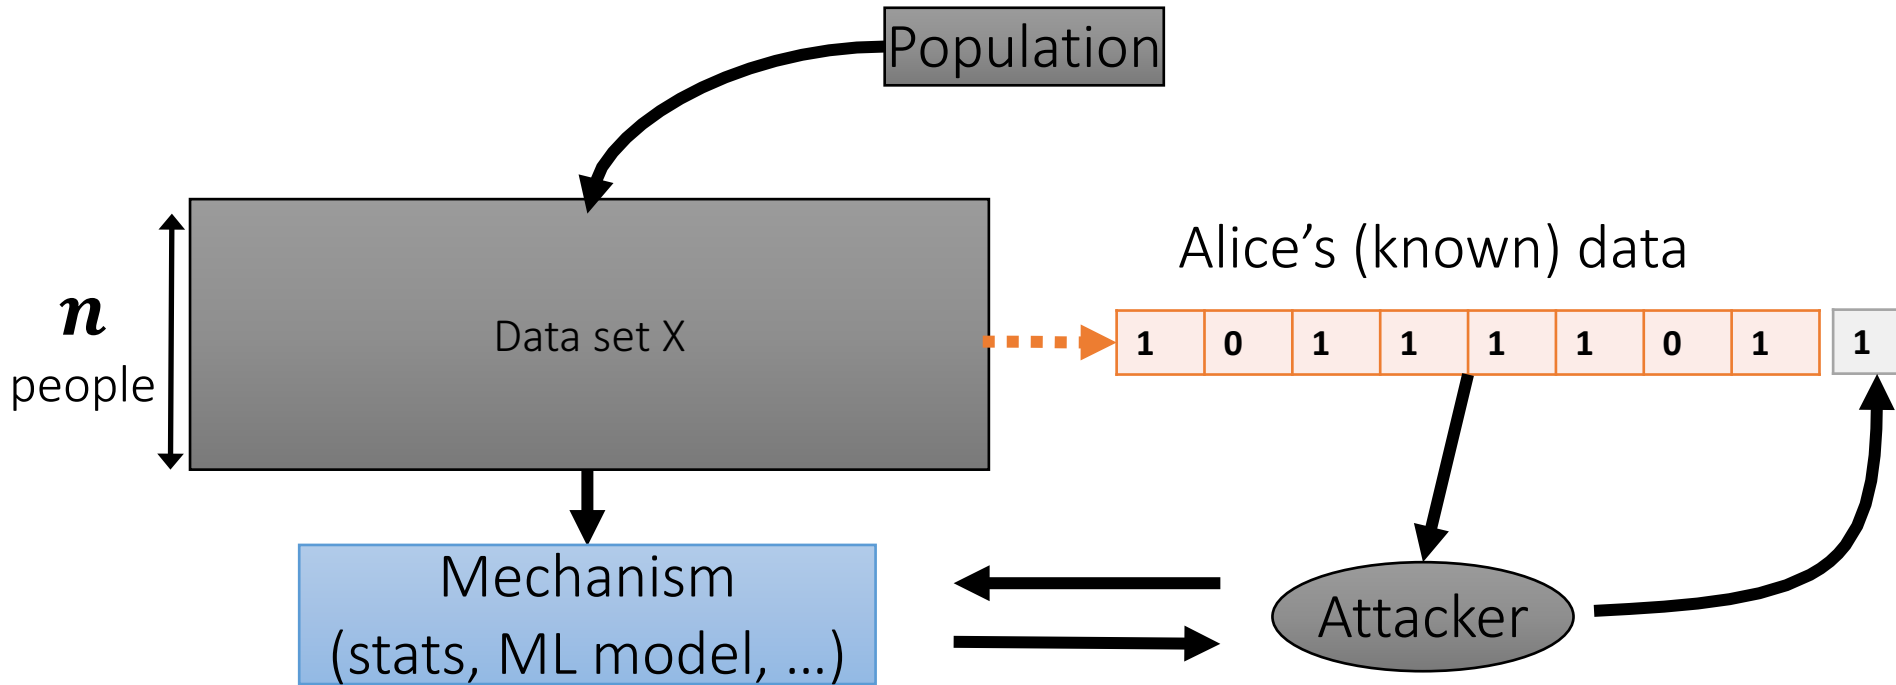 Population
Alice’s (known) data
n
people
Data set X
1 0 1 1 1 1 0 1 1
Mechanism
(stats, ML model, ...)
Attacker